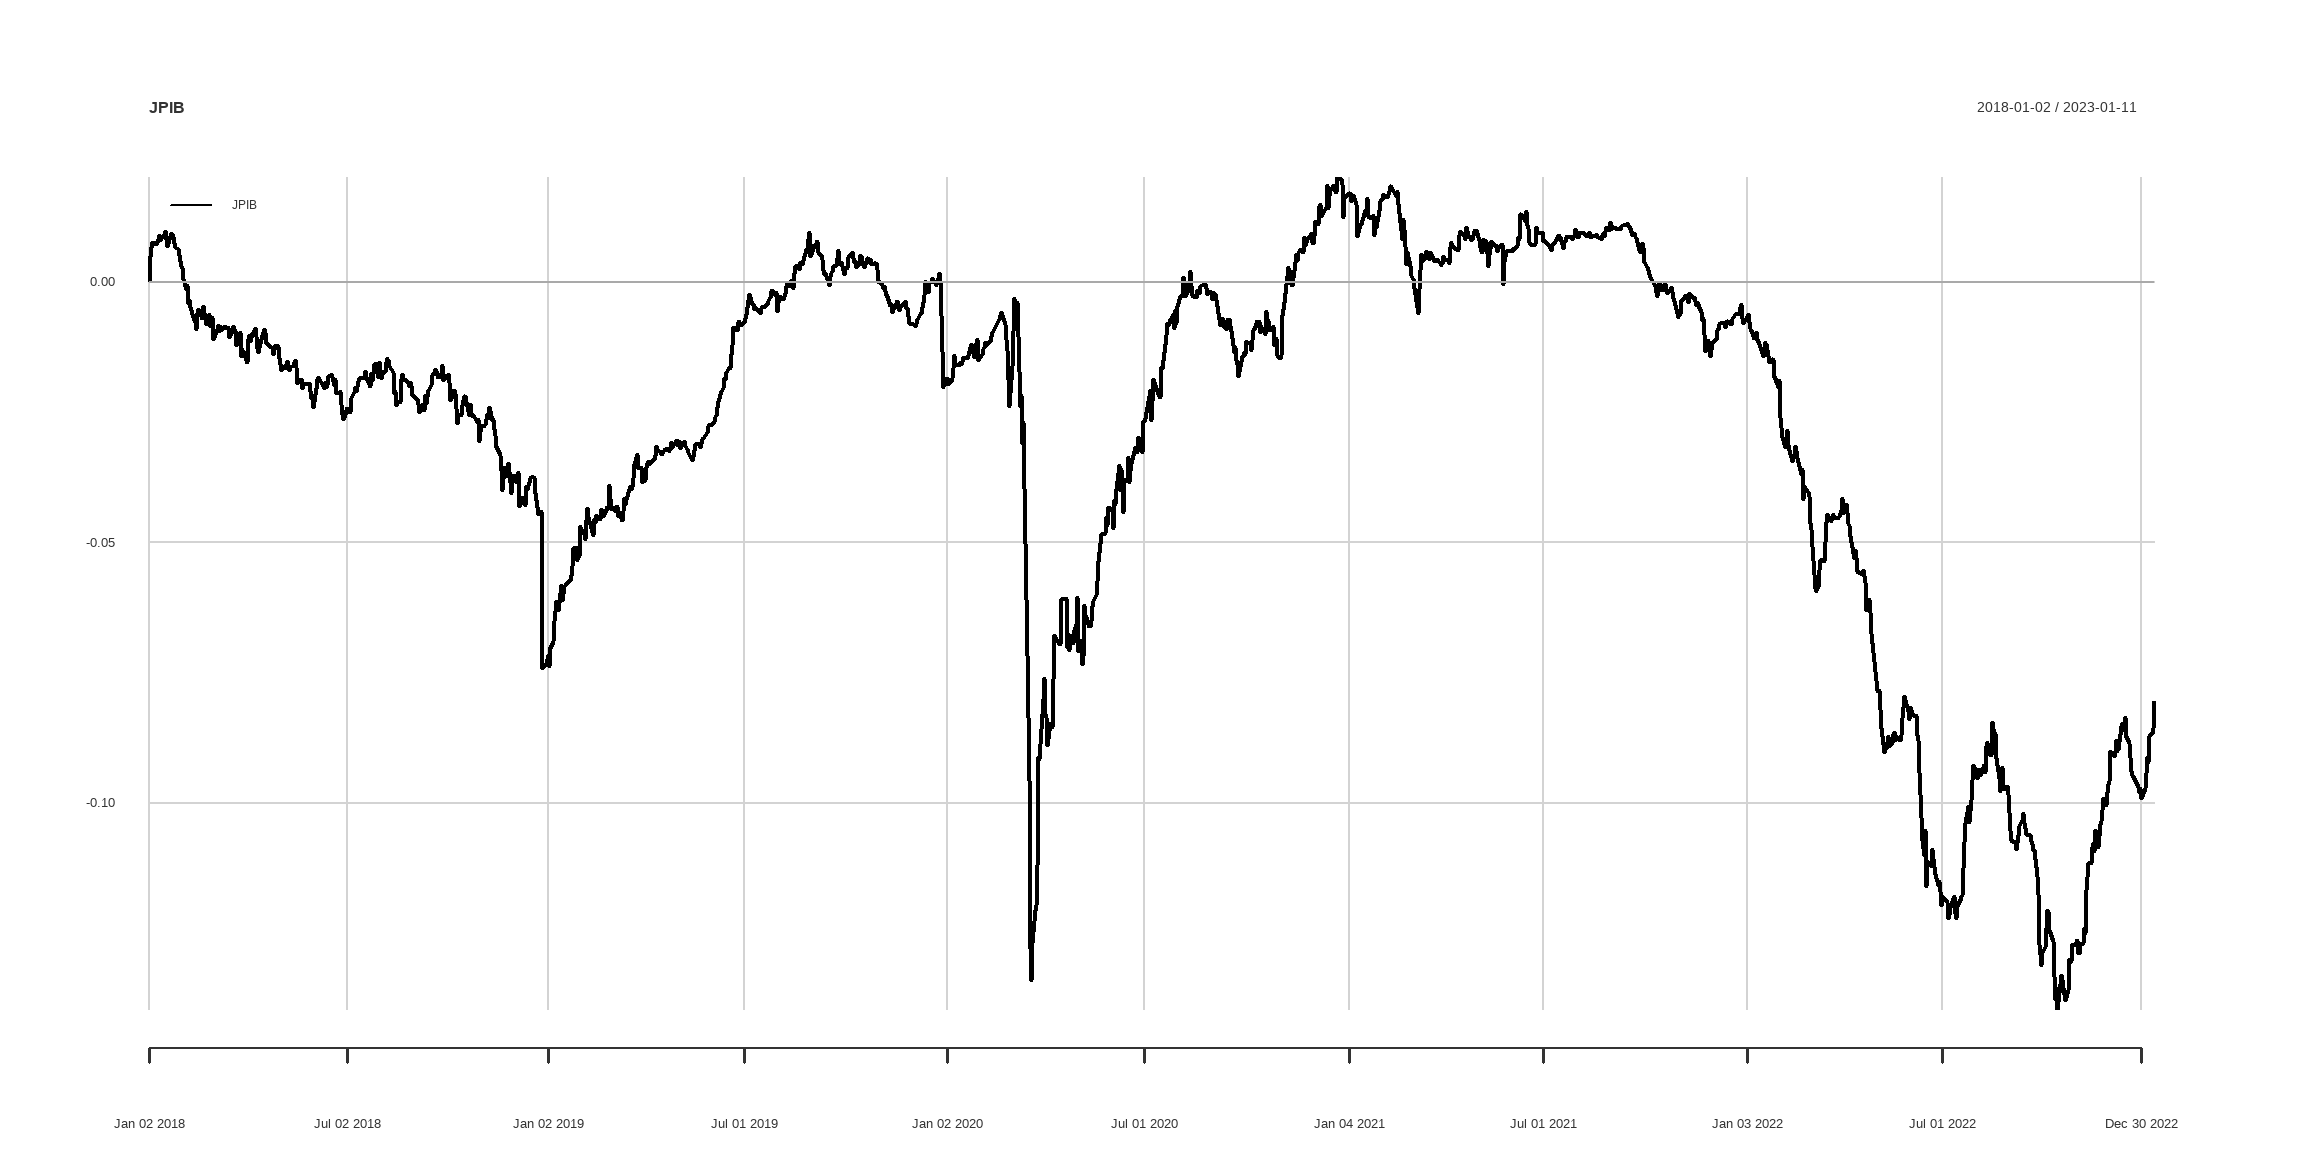 JPIB
2018-01-02 / 2023-01-11
JPIB
0.00
-0.05
-0.10
Jan 02 2018
Jul 02 2018
Jan 02 2019
Jul 01 2019
Jan 02 2020
Jul 01 2020
Jan 04 2021
Jul 01 2021
Jan 03 2022
Jul 01 2022
Dec 30 2022